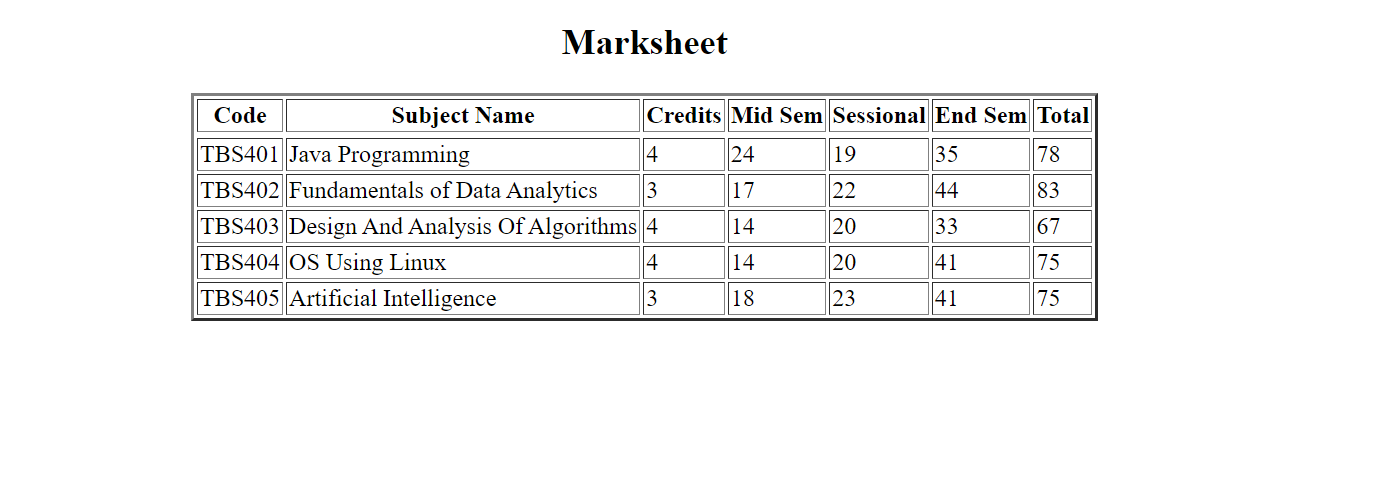 Marksheet
Code Subject Name Credits Mid Sem Sessional End Sem Total
TBS401 Java Programming 4 24 19 35 78
TBS402 Fundamentals of Data Analytics 3 17 22 44 83
TBS403 Design And Analysis Of Algorithms 4 14 20 33 67
TBS404 OS Using Linux 4 14 20 41 75
TBS405 Artificial Intelligence 3 18 23 41 75